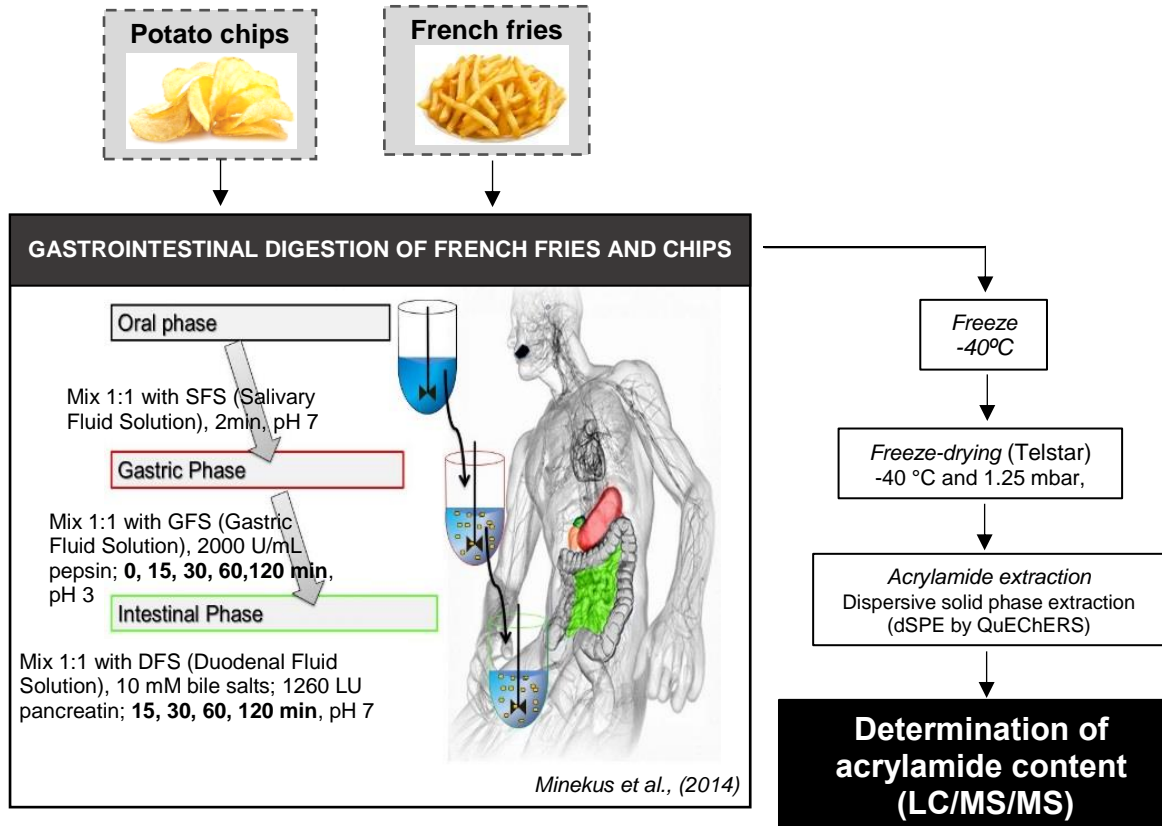 Potato chips
French fries
GASTROINTESTINAL DIGESTION OF FRENCH FRIES AND CHIPS
Oral phase
Mix 1:1 with SFS (Salivary
Fluid Solution), 2min, pH 7
Gastric Phase
Mix 1:1 with GFS (Gastric
Fluid Solution), 2000 U/mL
pepsin; 0, 15, 30, 60,120 min,
pH 3
Intestinal Phase
Mix 1:1 with DFS (Duodenal Fluid
Solution), 10 mM bile salts; 1260 LU
pancreatin; 15, 30, 60, 120 min, pH 7
Minekus et al., (2014)
Freeze
-40ºC
Freeze-drying (Telstar)
-40 °C and 1.25 mbar,
Acrylamide extraction
Dispersive solid phase extraction
(dSPE by QuEChERS)
Determination of
acrylamide content
(LC/MS/MS)